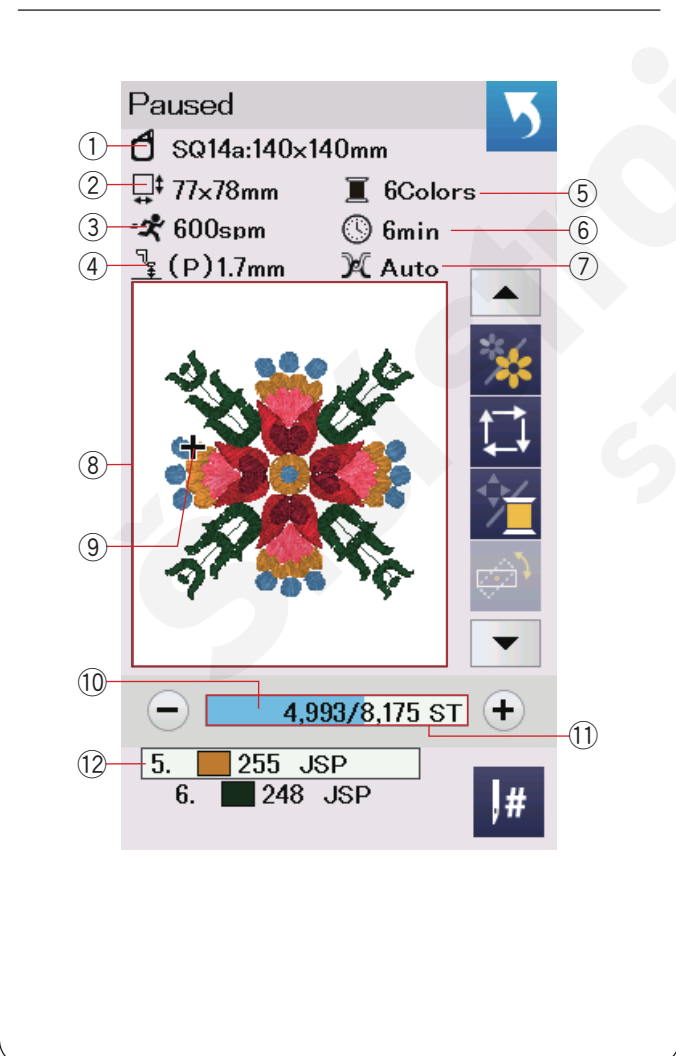 Paused
① SQ14a:140×140mm
② 77×78mm 6Colors ⑤
③ 600spm 6min ⑥
④ (P)1.7mm Auto ⑦
⑧
⑨
⑩
− 4,993/8,175 ST +
⑪
⑫ 5. 255 JSP
6. 248 JSP
#